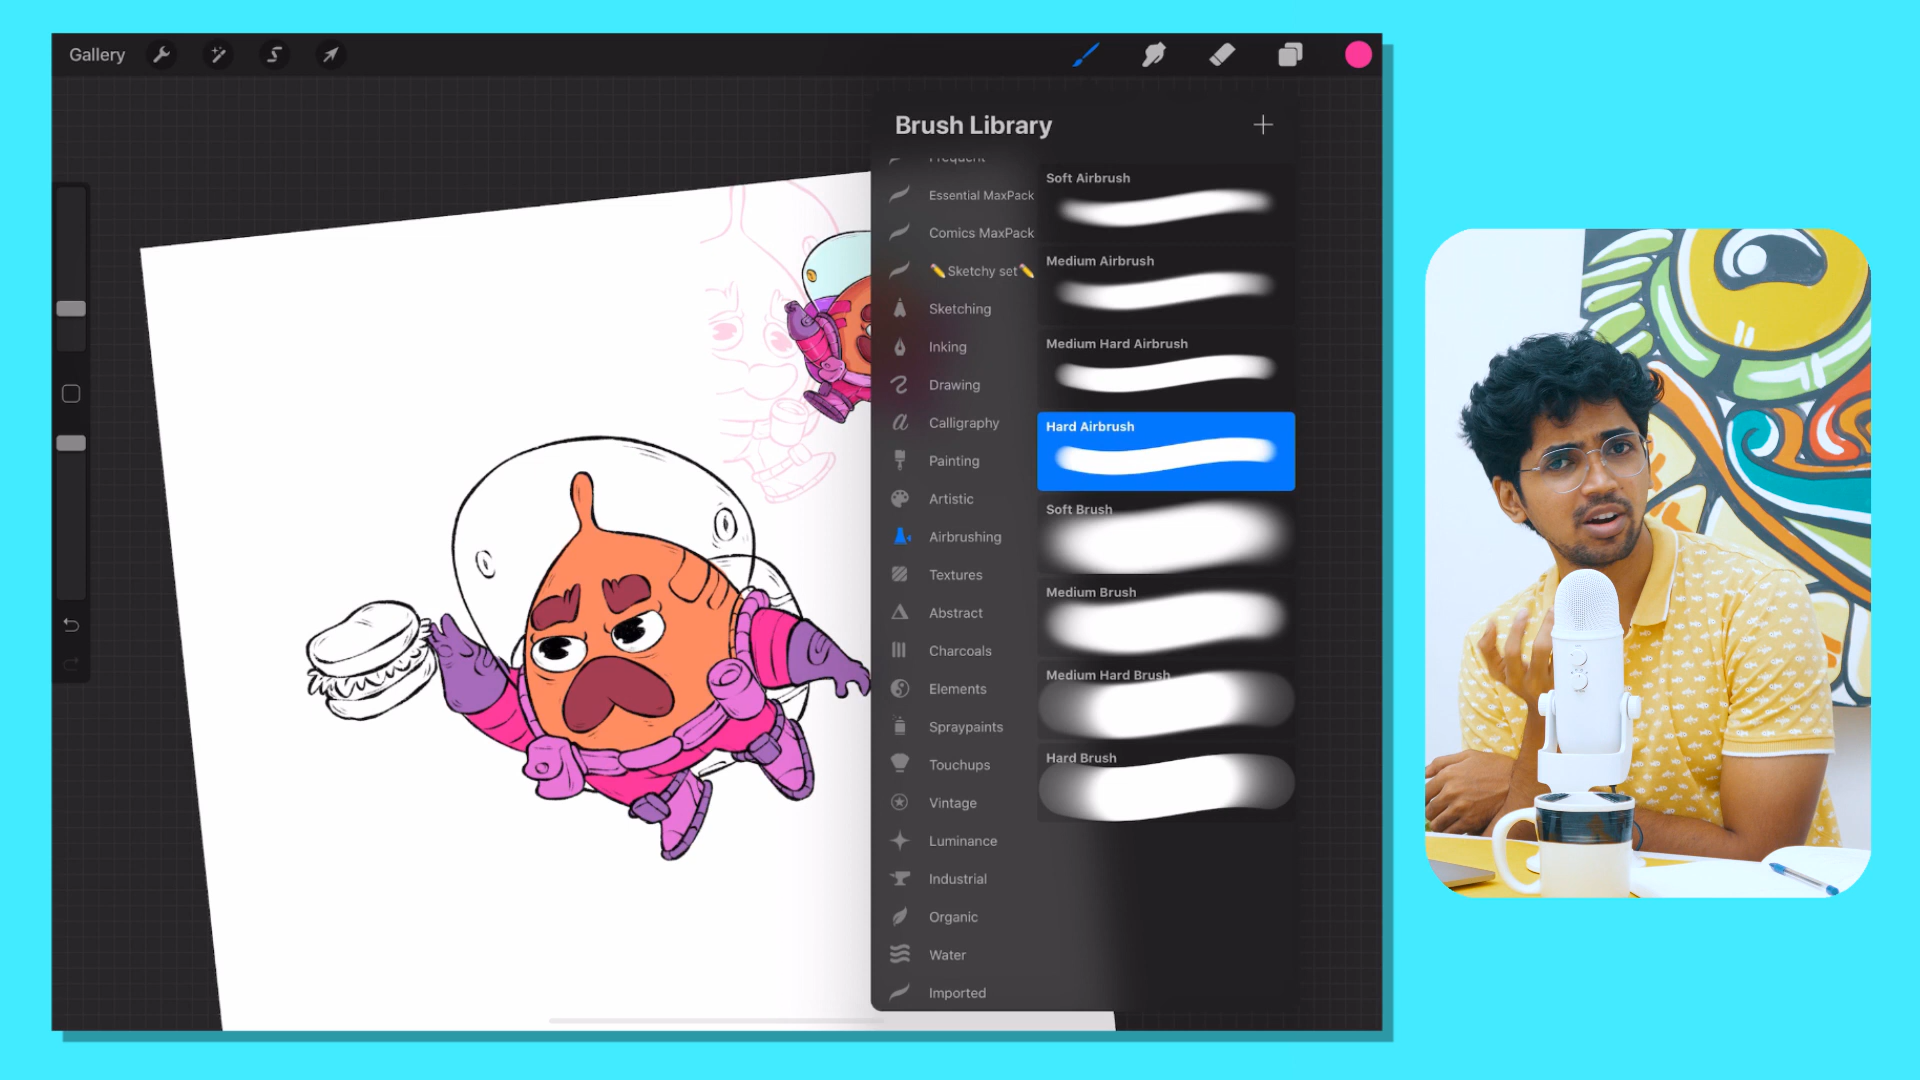 Gallery
Brush Library
Frequent
Essential MaxPack
Comics MaxPack
✏️Sketchy set✏️
Sketching
Inking
Drawing
Calligraphy
Painting
Artistic
Airbrushing
Textures
Abstract
Charcoals
Elements
Spraypaints
Touchups
Vintage
Luminance
Industrial
Organic
Water
Imported
Soft Airbrush
Medium Airbrush
Medium Hard Airbrush
Hard Airbrush
Soft Brush
Medium Brush
Medium Hard Brush
Hard Brush